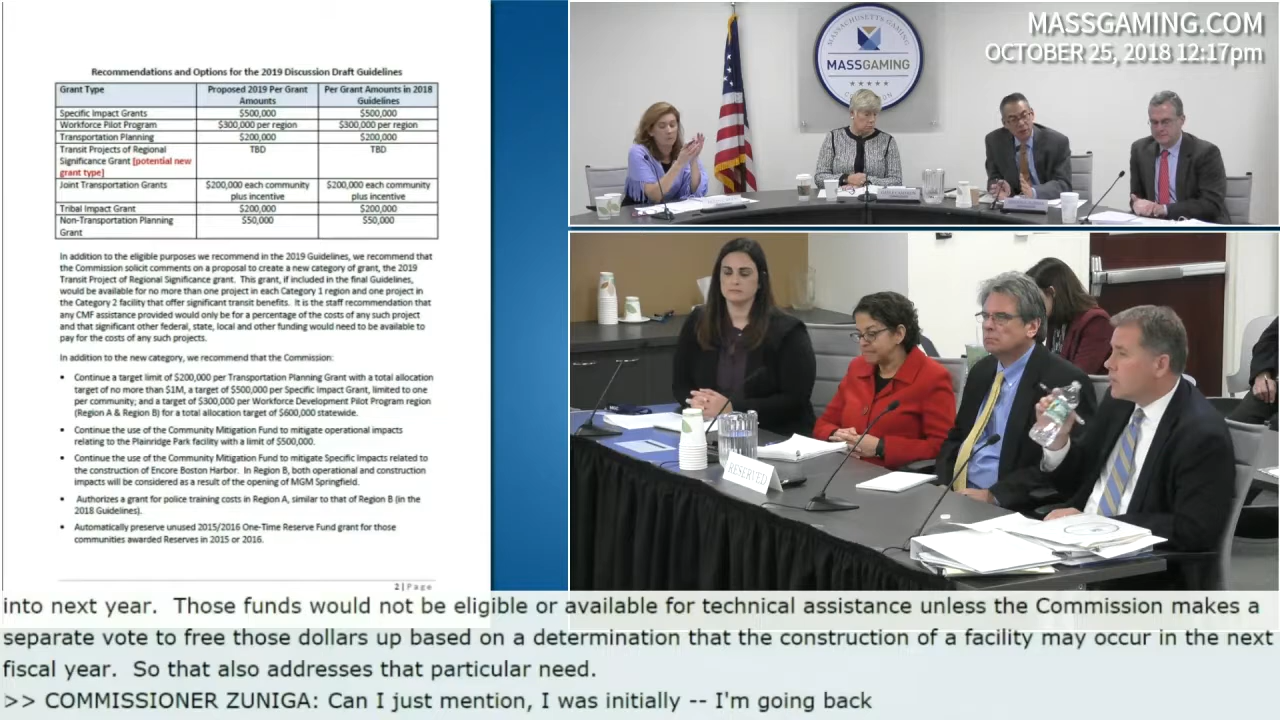 Recommendations and Options for the 2019 Discussion Draft Guidelines
Grant Type Proposed 2019 Per Grant Amounts Per Grant Amounts in 2018 Guidelines
Specific Impact Grants $500,000 $500,000
Workforce Pilot Program $300,000 per region $300,000 per region
Transportation Planning $200,000 $200,000
Transit Projects of Regional Significance Grant [potential new grant type] TBD TBD
Joint Transportation Grants $200,000 each community plus incentive $200,000 each community plus incentive
Tribal Impact Grant $200,000 $200,000
Non-Transportation Planning Grant $50,000 $50,000
In addition to the eligible purposes we recommend in the 2019 Guidelines, we recommend that
the Commission solicit comments on a proposal to create a new category of grant, the 2019
Transit Project of Regional Significance grant. This grant, if included in the final Guidelines,
would be available for no more than one project in each Category 1 region and one project in
the Category 2 facility that offer significant transit benefits. It is the staff recommendation that
any CMF assistance provided would only be for a percentage of the costs of any such project
and that significant other federal, state, local and other funding would need to be available to
pay for the costs of any such projects.
In addition to the new category, we recommend that the Commission:
• Continue a target limit of $200,000 per Transportation Planning Grant with a total allocation
target of no more than $1M, a target of $500,000 per Specific Impact Grant, limited to one
per community; and a target of $300,000 per Workforce Development Pilot Program region
(Region A & Region B) for a total allocation target of $600,000 statewide.
• Continue the use of the Community Mitigation Fund to mitigate operational impacts
relating to the Plainridge Park facility with a limit of $500,000.
• Continue the use of the Community Mitigation Fund to mitigate Specific Impacts related to
the construction of Encore Boston Harbor. In Region B, both operational and construction
impacts will be considered as a result of the opening of MGM Springfield.
• Authorizes a grant for police training costs in Region A, similar to that of Region B (in the
2018 Guidelines).
• Automatically preserve unused 2015/2016 One-Time Reserve Fund grant for those
communities awarded Reserves in 2015 or 2016.
2 | Page
MASSGAMING.COM
OCTOBER 25, 2018 12:17pm
MASSACHUSETTS GAMING
MASSGAMING
RESERVED
into next year. Those funds would not be eligible or available for technical assistance unless the Commission makes a
separate vote to free those dollars up based on a determination that the construction of a facility may occur in the next
fiscal year. So that also addresses that particular need.
>> COMMISSIONER ZUNIGA: Can I just mention, I was initially -- I'm going back